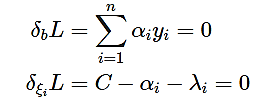 δ_b L = ∑_{i=1}^{n} α_i y_i = 0
δ_{ξ_i} L = C − α_i − λ_i = 0